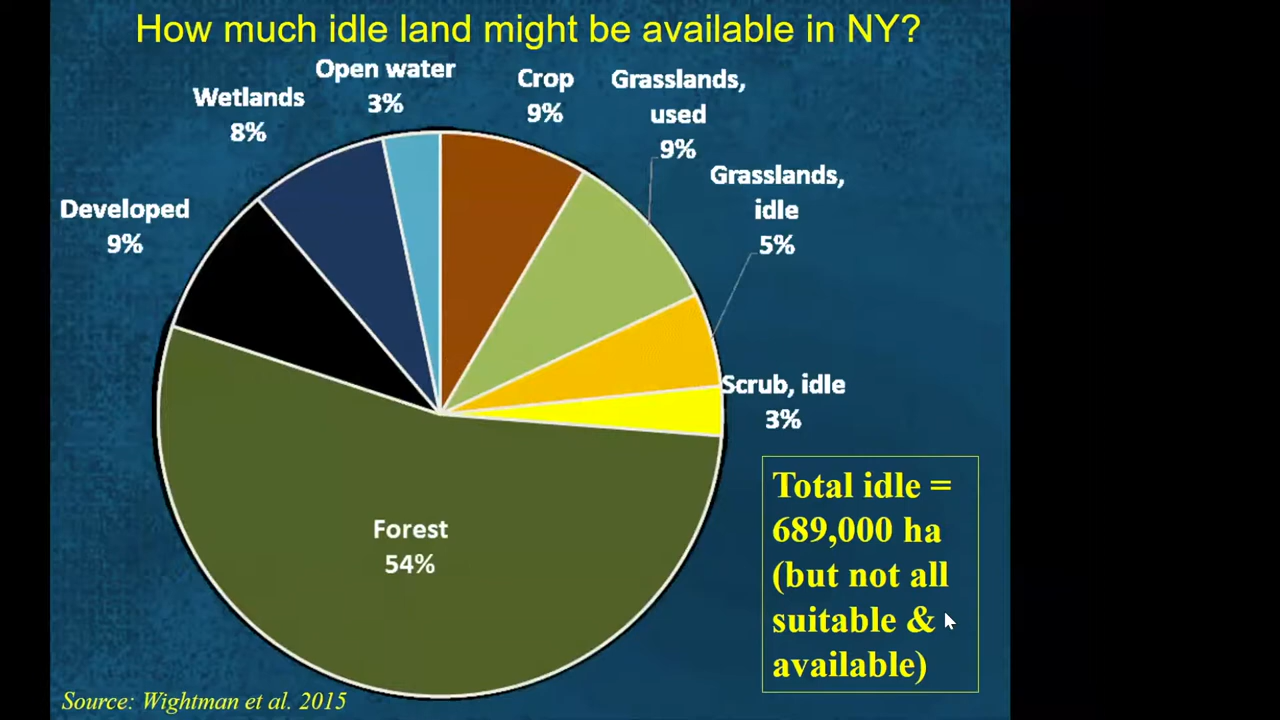 How much idle land might be available in NY?
Open water
3%
Crop
9%
Grasslands,
used
9%
Wetlands
8%
Grasslands,
idle
5%
Developed
9%
Scrub, idle
3%
Forest
54%
Total idle =
689,000 ha
(but not all
suitable &
available)
Source: Wightman et al. 2015